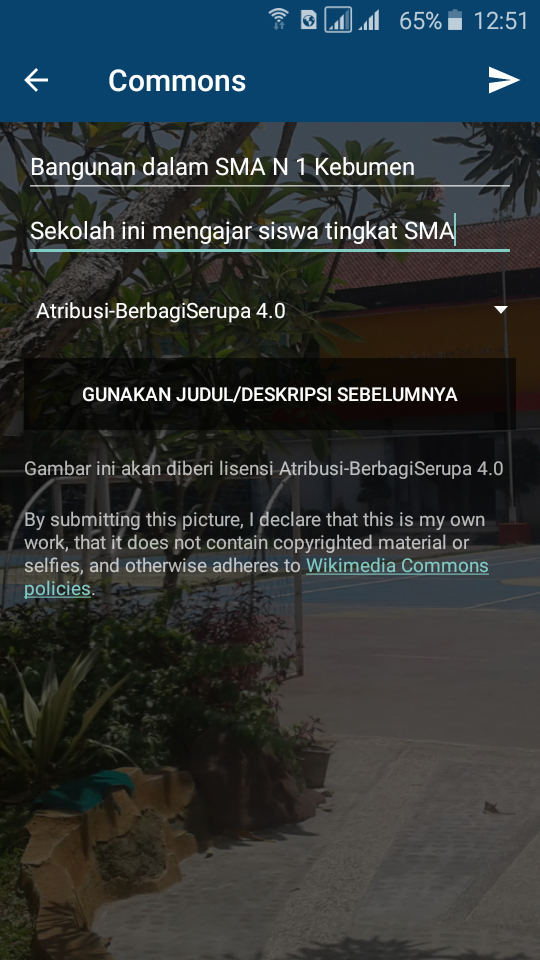 65% 12:51
Commons
Bangunan dalam SMA N 1 Kebumen
Sekolah ini mengajar siswa tingkat SMA
Atribusi-BerbagiSerupa 4.0
GUNAKAN JUDUL/DESKRIPSI SEBELUMNYA
Gambar ini akan diberi lisensi Atribusi-BerbagiSerupa 4.0
By submitting this picture, I declare that this is my own
work, that it does not contain copyrighted material or
selfies, and otherwise adheres to Wikimedia Commons
policies.